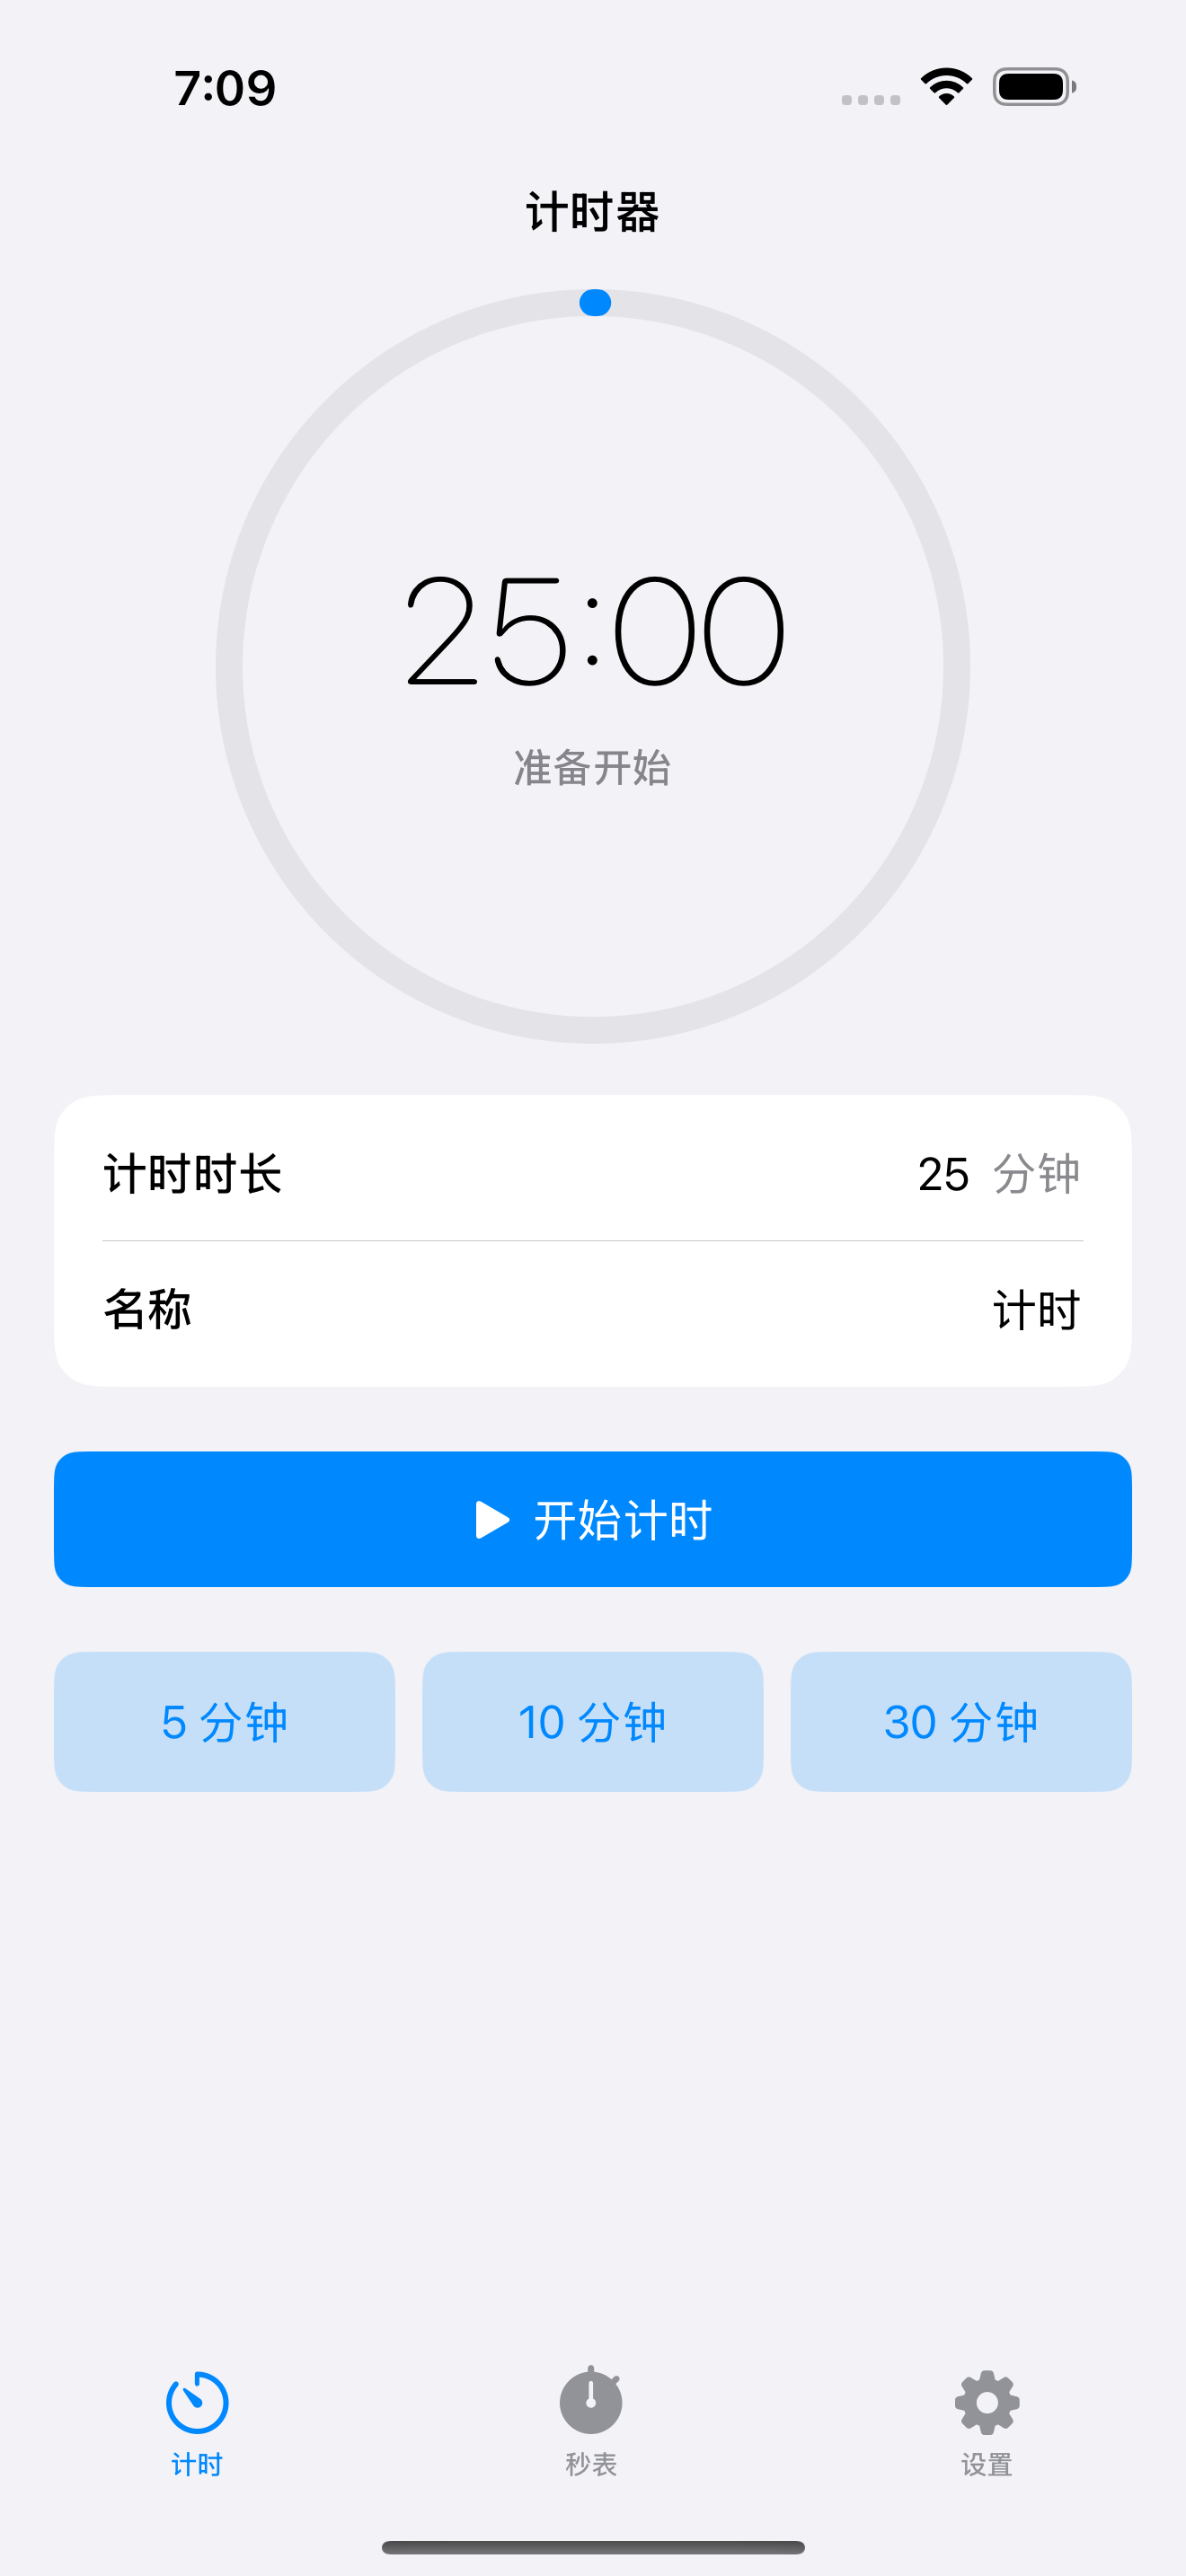 7:09
计时器
25:00
准备开始
计时时长 25 分钟
名称 计时
开始计时
5 分钟 10 分钟 30 分钟
计时 秒表 设置